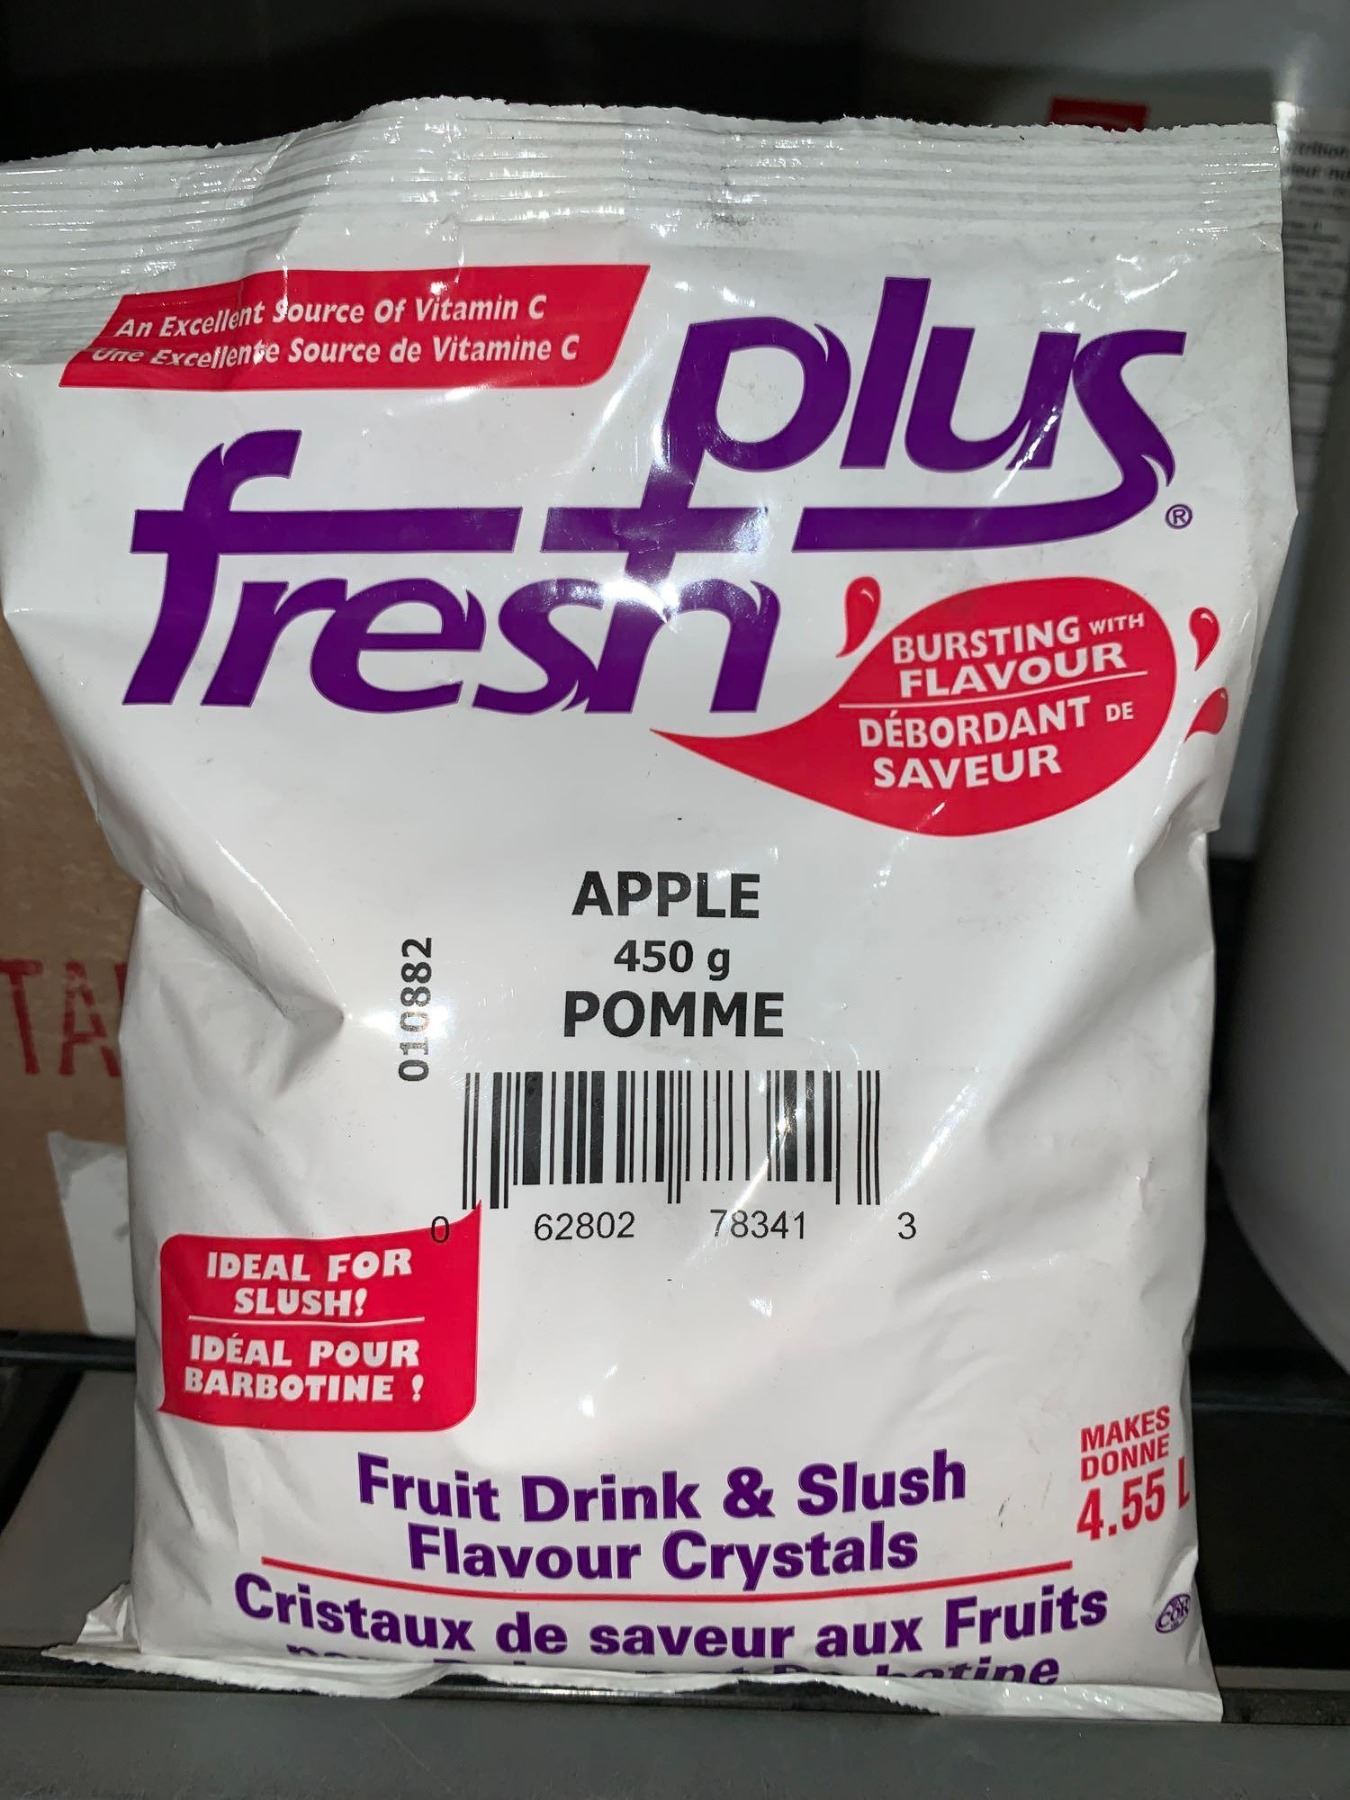 An Excellent Source Of Vitamin C
Une Excellente Source de Vitamine C
plus
fresh
®
BURSTING WITH
FLAVOUR
DÉBORDANT DE
SAVEUR
APPLE
450 g
POMME
010882
0 62802 78341 3
IDEAL FOR
SLUSH!
IDÉAL POUR
BARBOTINE !
MAKES
DONNE
4.55 L
Fruit Drink & Slush
Flavour Crystals
Cristaux de saveur aux Fruits
COR
TA